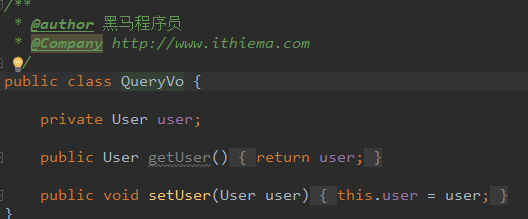 /**
* @author 黑马程序员
* @Company http://www.ithiema.com
*/
public class QueryVo {
private User user;
public User getUser() { return user; }
public void setUser(User user) { this.user = user; }
}